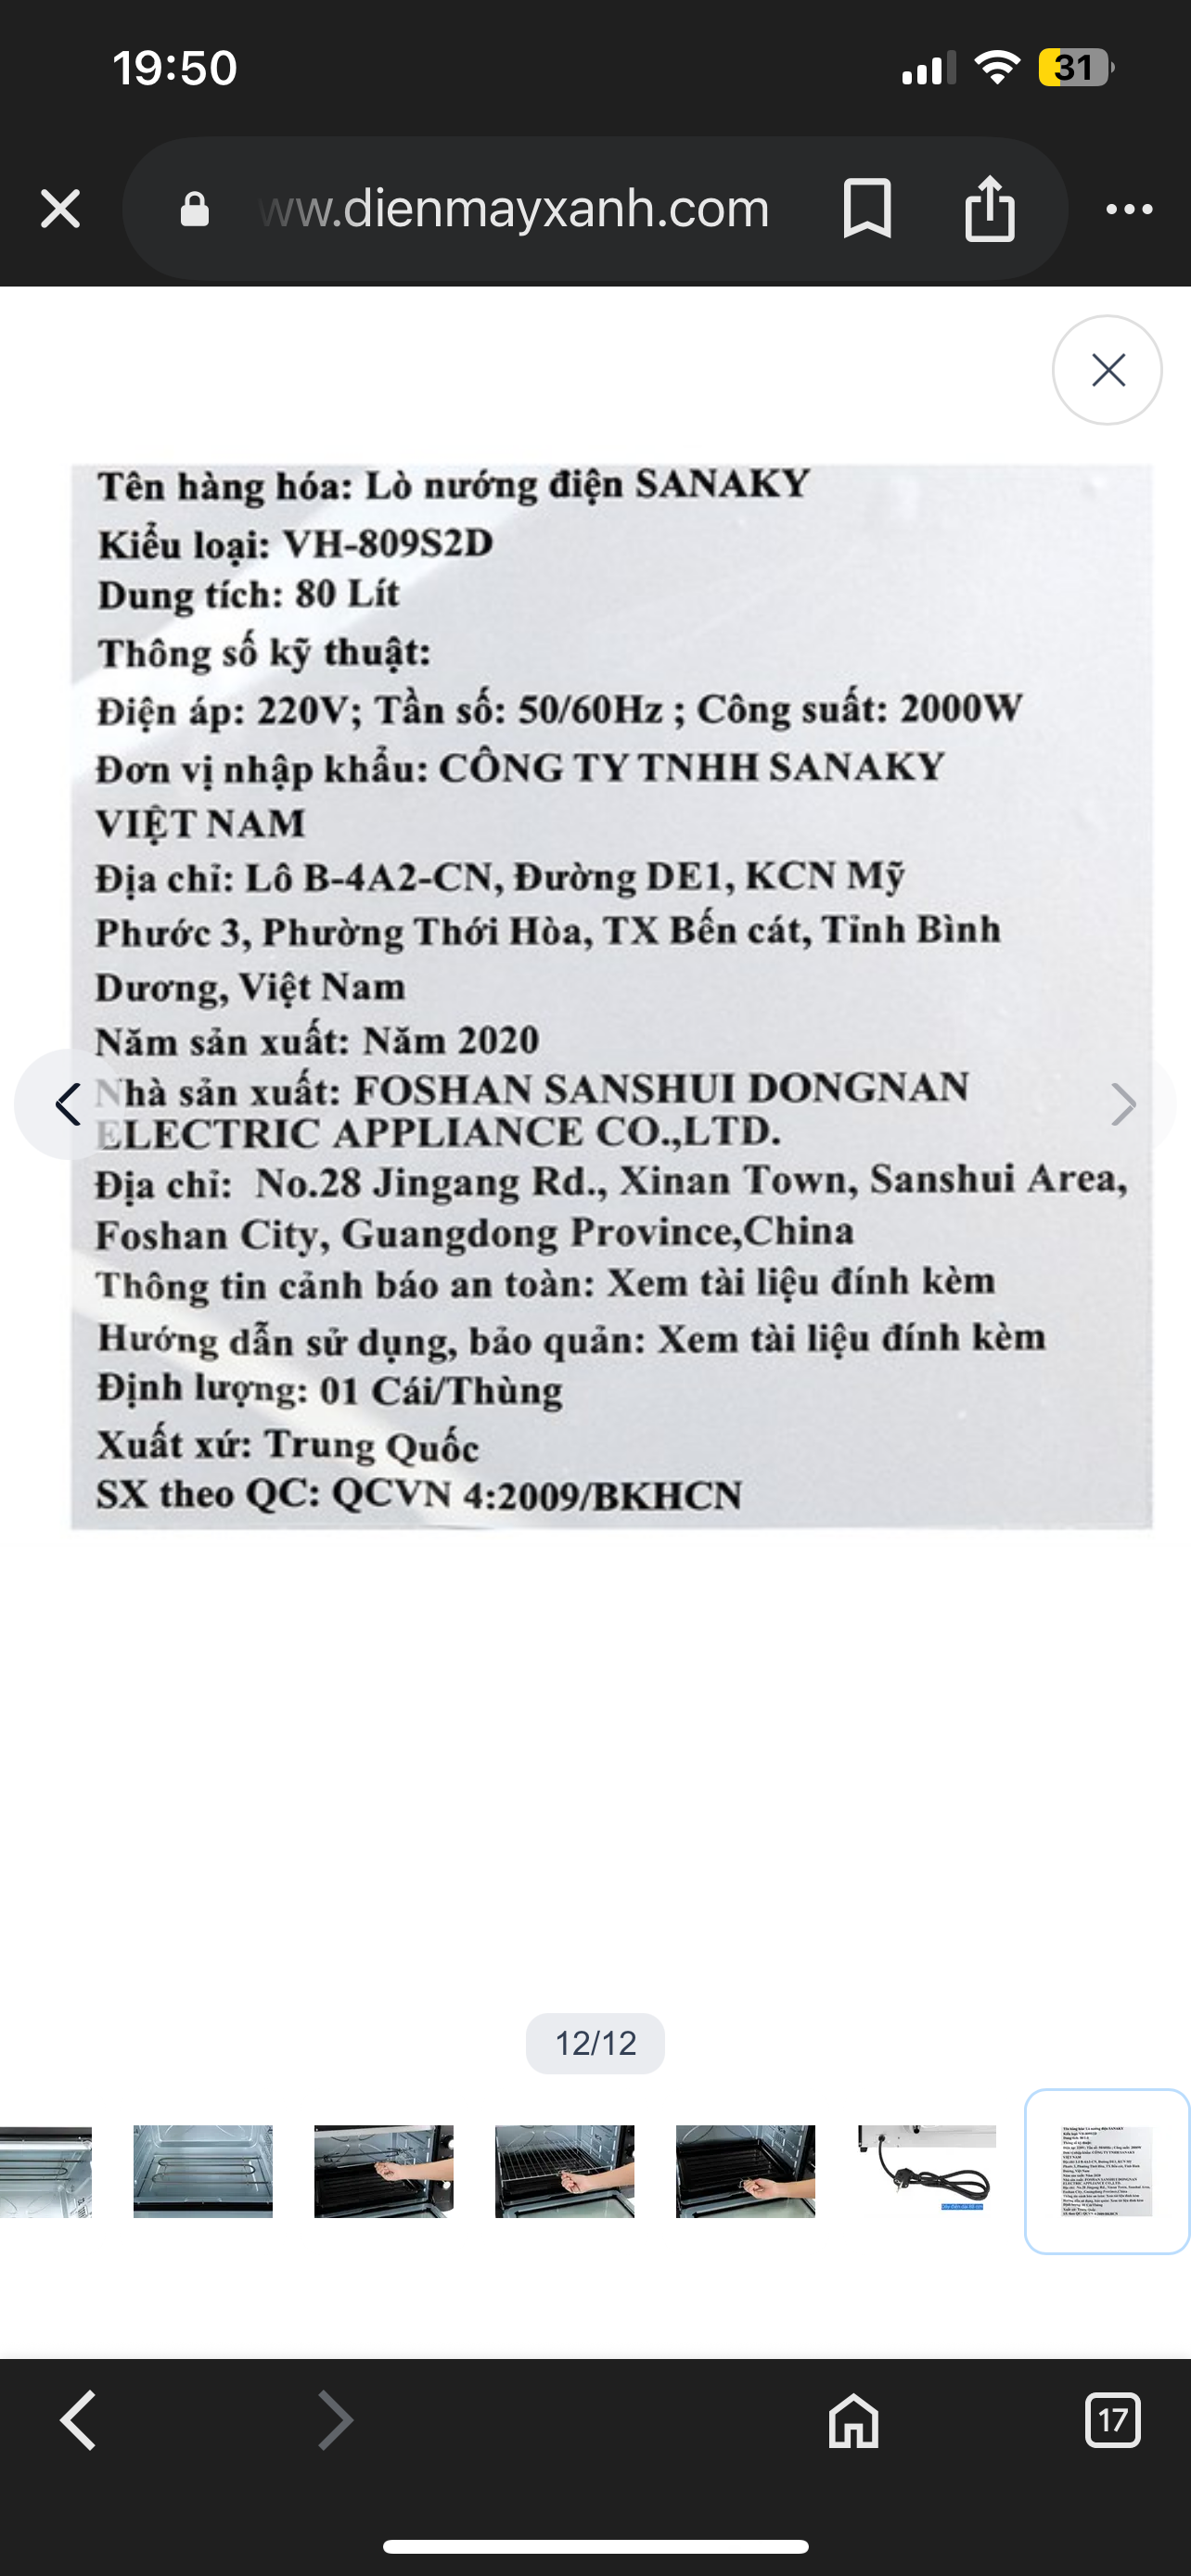 19:50
31
ww.dienmayxanh.com
Tên hàng hóa: Lò nướng điện SANAKY
Kiểu loại: VH-809S2D
Dung tích: 80 Lít
Thông số kỹ thuật:
Điện áp: 220V; Tần số: 50/60Hz ; Công suất: 2000W
Đơn vị nhập khẩu: CÔNG TY TNHH SANAKY
VIỆT NAM
Địa chỉ: Lô B-4A2-CN, Đường DE1, KCN Mỹ
Phước 3, Phường Thới Hòa, TX Bến cát, Tỉnh Bình
Dương, Việt Nam
Năm sản xuất: Năm 2020
Nhà sản xuất: FOSHAN SANSHUI DONGNAN
ELECTRIC APPLIANCE CO.,LTD.
Địa chỉ: No.28 Jingang Rd., Xinan Town, Sanshui Area,
Foshan City, Guangdong Province,China
Thông tin cảnh báo an toàn: Xem tài liệu đính kèm
Hướng dẫn sử dụng, bảo quản: Xem tài liệu đính kèm
Định lượng: 01 Cái/Thùng
Xuất xứ: Trung Quốc
SX theo QC: QCVN 4:2009/BKHCN
12/12
17